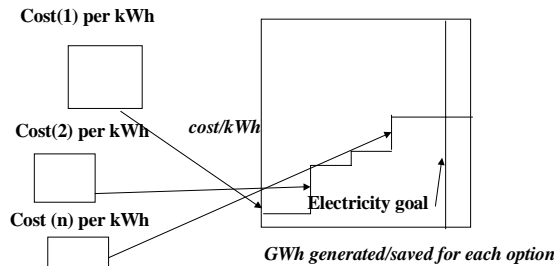 Cost(1) per kWh
Cost(2) per kWh
cost/kWh
Cost (n) per kWh
Electricity goal
GWh generated/saved for each option